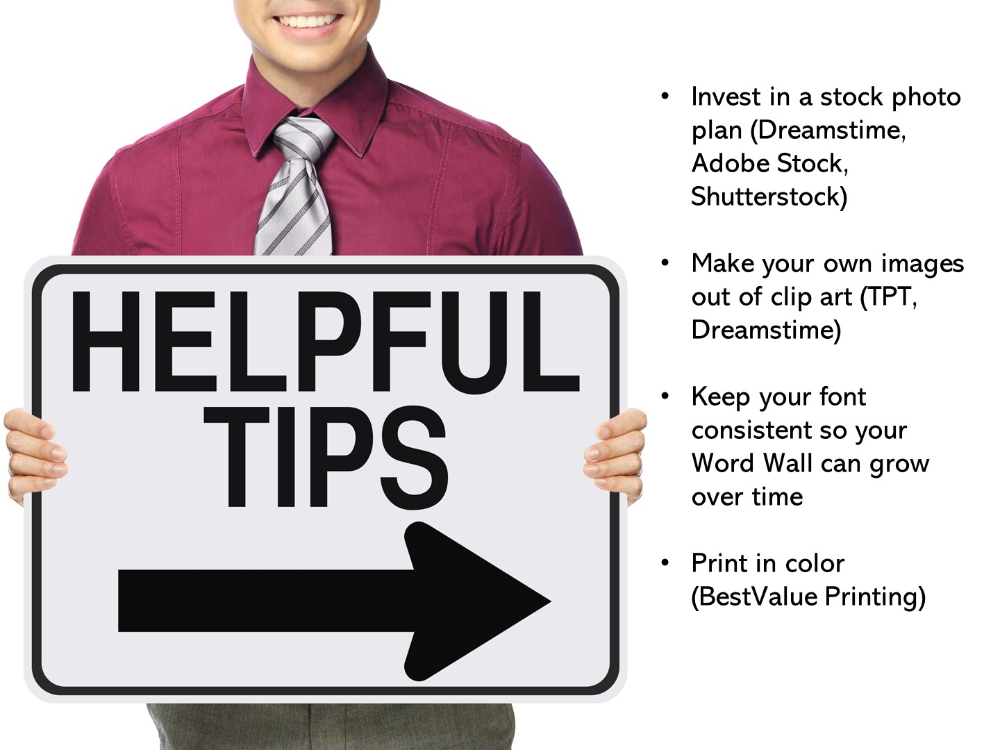 HELPFUL
TIPS
• Invest in a stock photo
plan (Dreamstime,
Adobe Stock,
Shutterstock)
• Make your own images
out of clip art (TPT,
Dreamstime)
• Keep your font
consistent so your
Word Wall can grow
over time
• Print in color
(BestValue Printing)